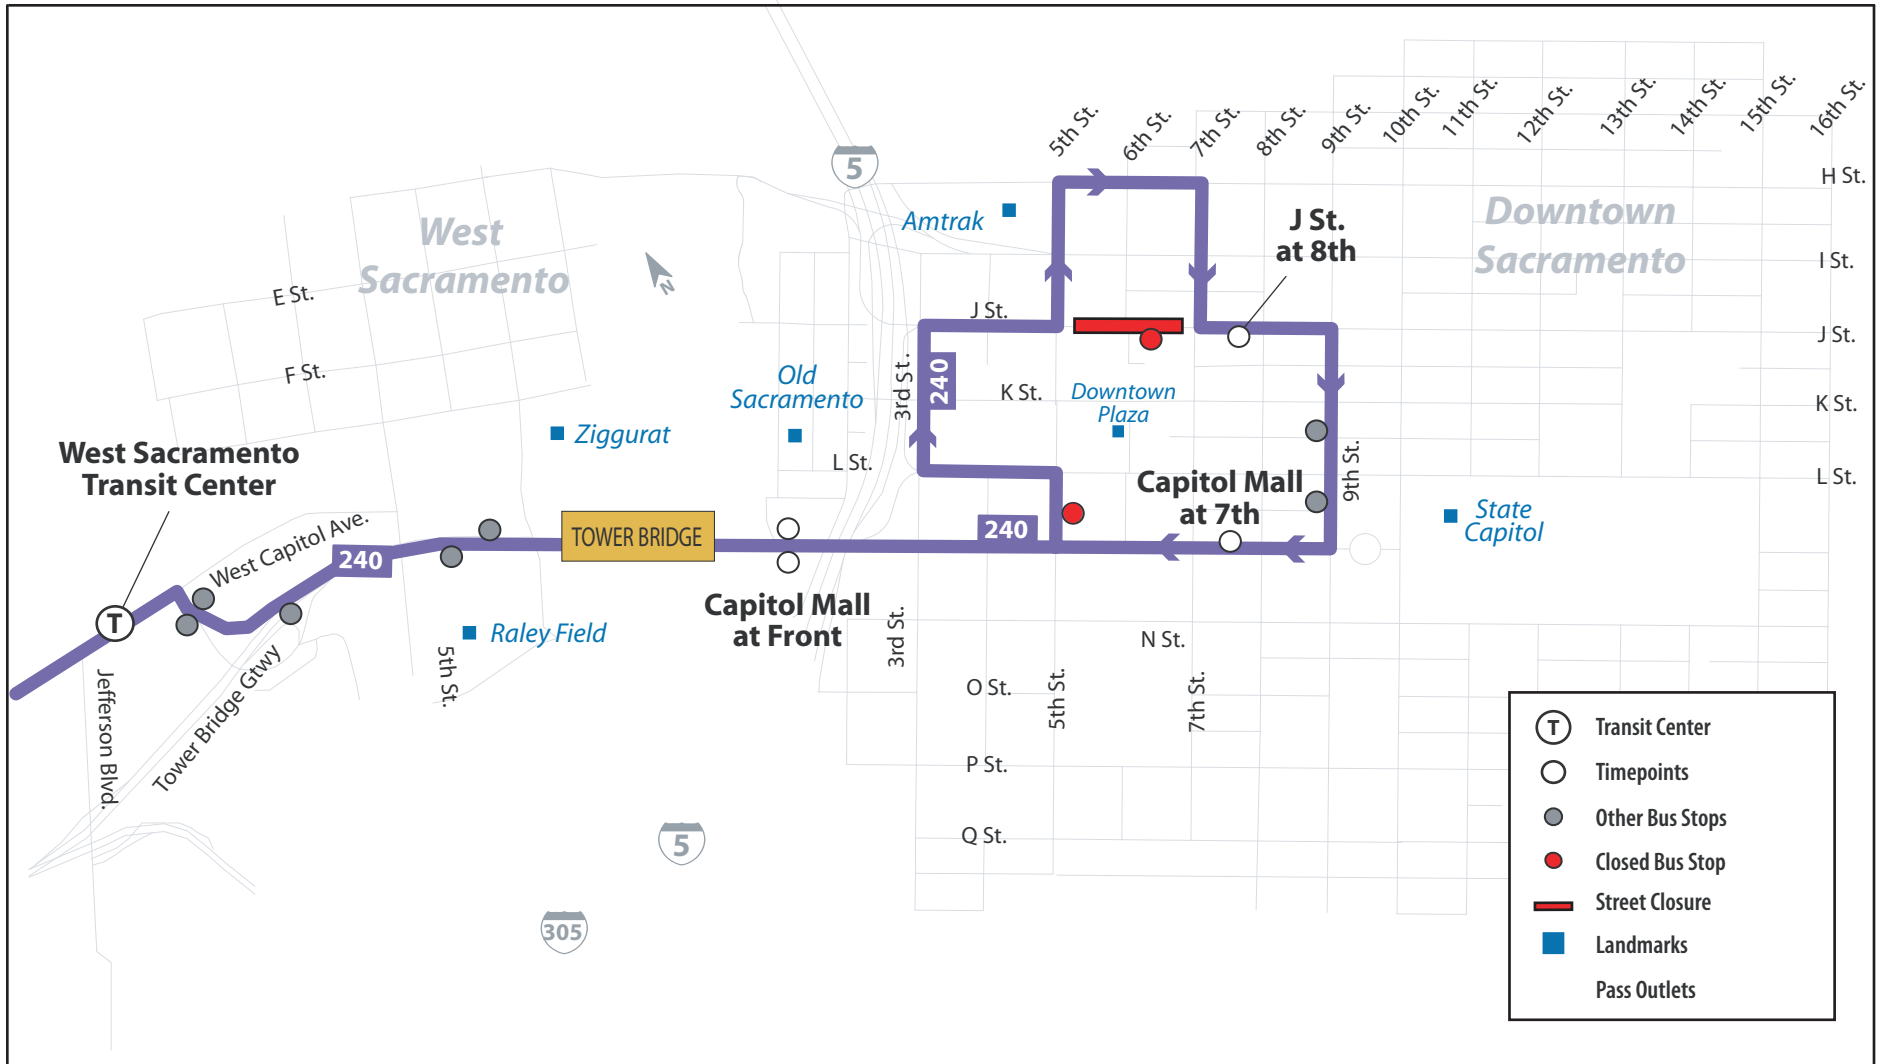 5th St.
6th St.
7th St.
8th St.
9th St.
10th St.
11th St.
12th St.
13th St.
14th St.
15th St.
16th St.
5
H St.
West
Sacramento
Amtrak
J St.
at 8th
Downtown
Sacramento
I St.
N
E St.
J St.
J St.
F St.
Old
Sacramento
3rd St.
240
K St.
Downtown
Plaza
K St.
Ziggurat
L St.
9th St.
L St.
West Sacramento
Transit Center
Capitol Mall
at 7th
State
Capitol
West Capitol Ave.
240
TOWER BRIDGE
240
T
Capitol Mall
at Front
Raley Field
3rd St.
N St.
5th St.
Jefferson Blvd.
Tower Bridge Gtwy
O St.
5th St.
7th St.
P St.
Q St.
5
305
T
Transit Center
Timepoints
Other Bus Stops
Closed Bus Stop
Street Closure
Landmarks
Pass Outlets